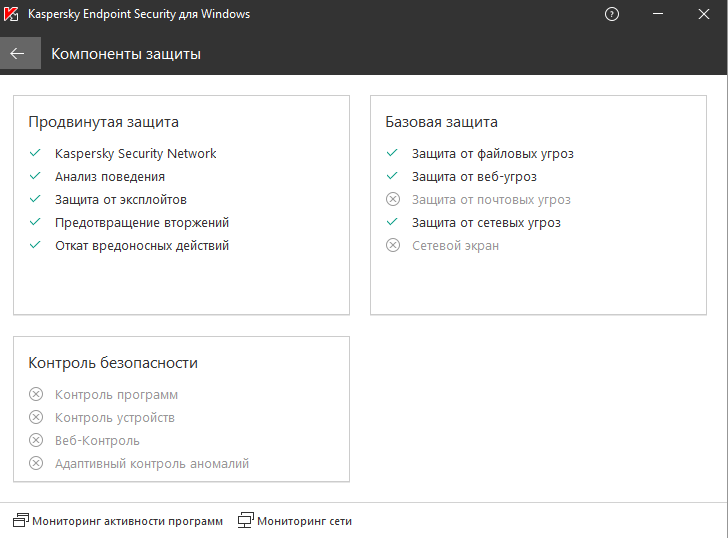 Kaspersky Endpoint Security для Windows
Компоненты защиты
Продвинутая защита
Kaspersky Security Network
Анализ поведения
Защита от эксплойтов
Предотвращение вторжений
Откат вредоносных действий
Базовая защита
Защита от файловых угроз
Защита от веб-угроз
Защита от почтовых угроз
Защита от сетевых угроз
Сетевой экран
Контроль безопасности
Контроль программ
Контроль устройств
Веб-Контроль
Адаптивный контроль аномалий
Мониторинг активности программ
Мониторинг сети